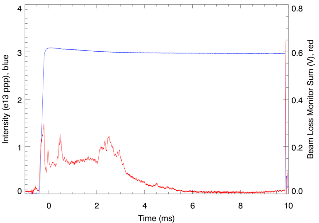 4
3
2
1
0
Intensity (e13 ppp), blue
0.8
0.6
0.4
0.2
0.0
Beam Loss Monitor Sum (V), red
0 2 4 6 8 10
Time (ms)